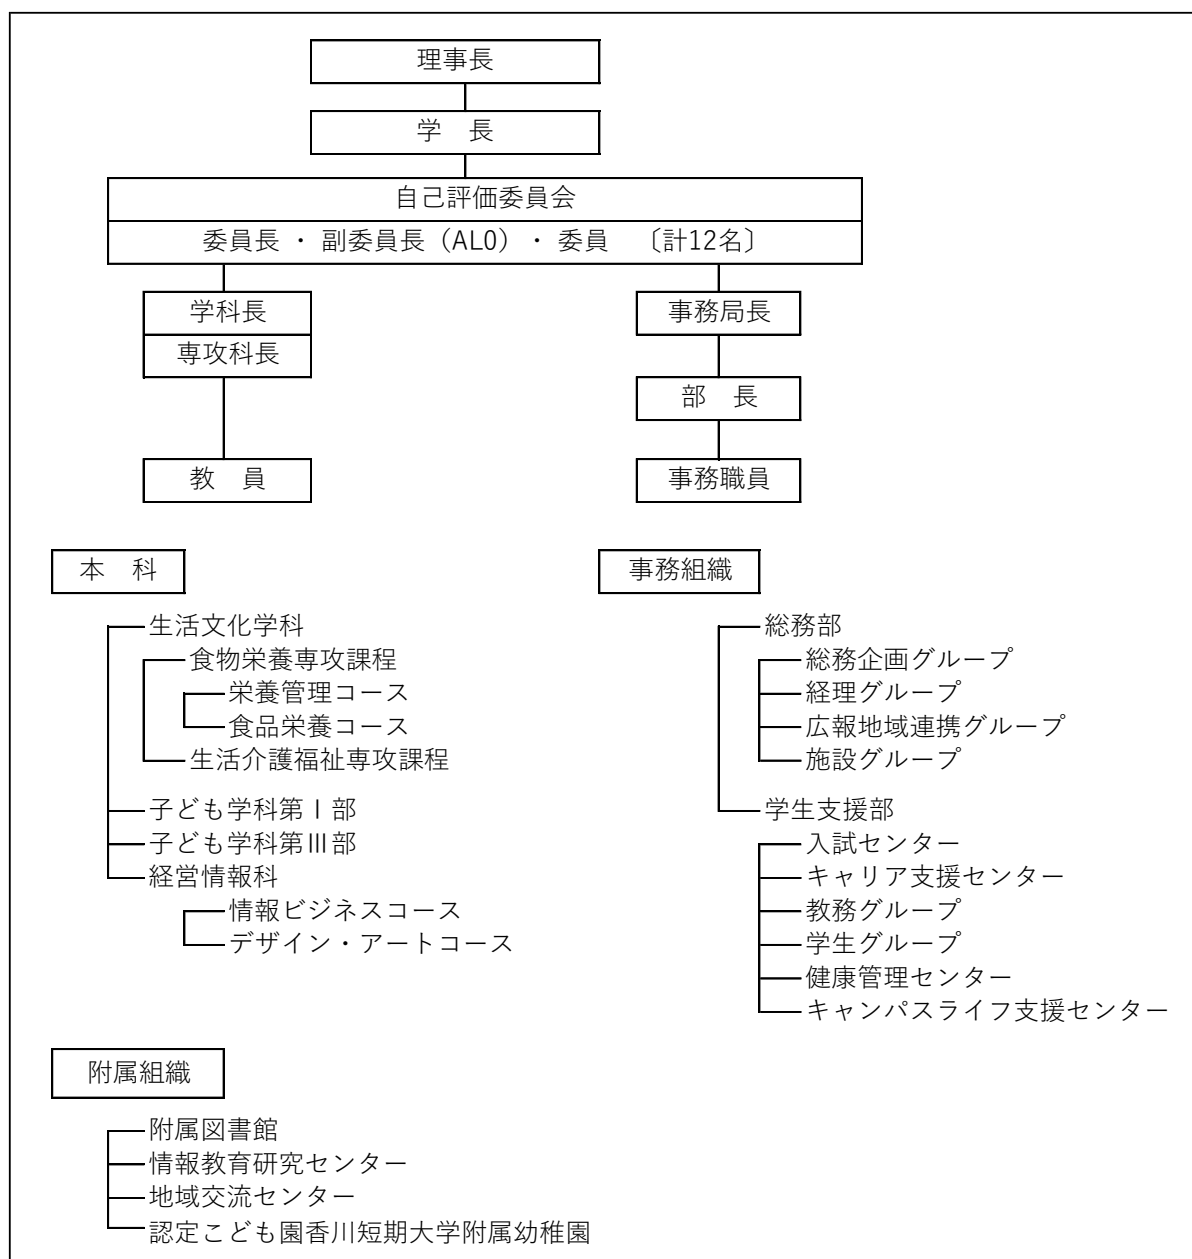 理事長
学　長
自己評価委員会
委員長 ・ 副委員長（AL0）・ 委員　〔計12名〕
学科長
専攻科長
教　員
事務局長
部　長
事務職員
本　科
生活文化学科
食物栄養専攻課程
栄養管理コース
食品栄養コース
生活介護福祉専攻課程
子ども学科第Ⅰ部
子ども学科第Ⅲ部
経営情報科
情報ビジネスコース
デザイン・アートコース
事務組織
総務部
総務企画グループ
経理グループ
広報地域連携グループ
施設グループ
学生支援部
入試センター
キャリア支援センター
教務グループ
学生グループ
健康管理センター
キャンパスライフ支援センター
附属組織
附属図書館
情報教育研究センター
地域交流センター
認定こども園香川短期大学附属幼稚園